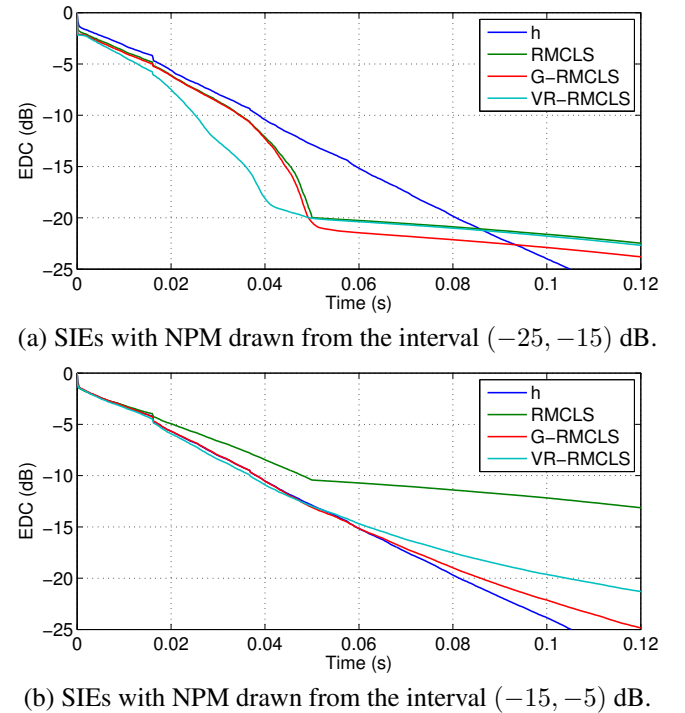 0
−5
−10
−15
−20
−25
EDC (dB)
0 0.02 0.04 0.06 0.08 0.1 0.12
Time (s)
h
RMCLS
G−RMCLS
VR−RMCLS
(a) SIEs with NPM drawn from the interval (−25, −15) dB.
0
−5
−10
−15
−20
−25
EDC (dB)
0 0.02 0.04 0.06 0.08 0.1 0.12
Time (s)
h
RMCLS
G−RMCLS
VR−RMCLS
(b) SIEs with NPM drawn from the interval (−15, −5) dB.